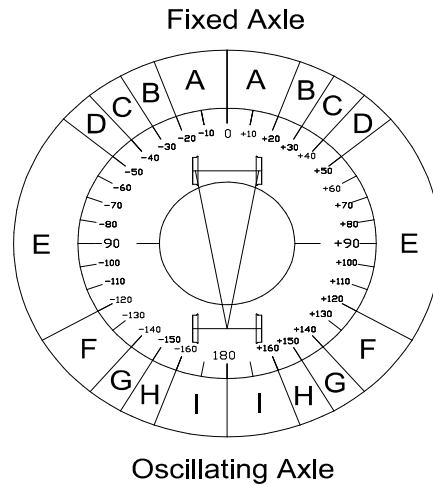 Fixed Axle
A A
B B
C C
D D
-10 0 +10
-20 +20
-30 +30
-40 +40
-50 +50
-60 +60
-70 +70
-80 +80
E 90 +90 E
-100 +100
-110 +110
-120 +120
-130 +130
-140 +140
-150 +150
-160 180 +160
F F
G G
H H
I I
Oscillating Axle